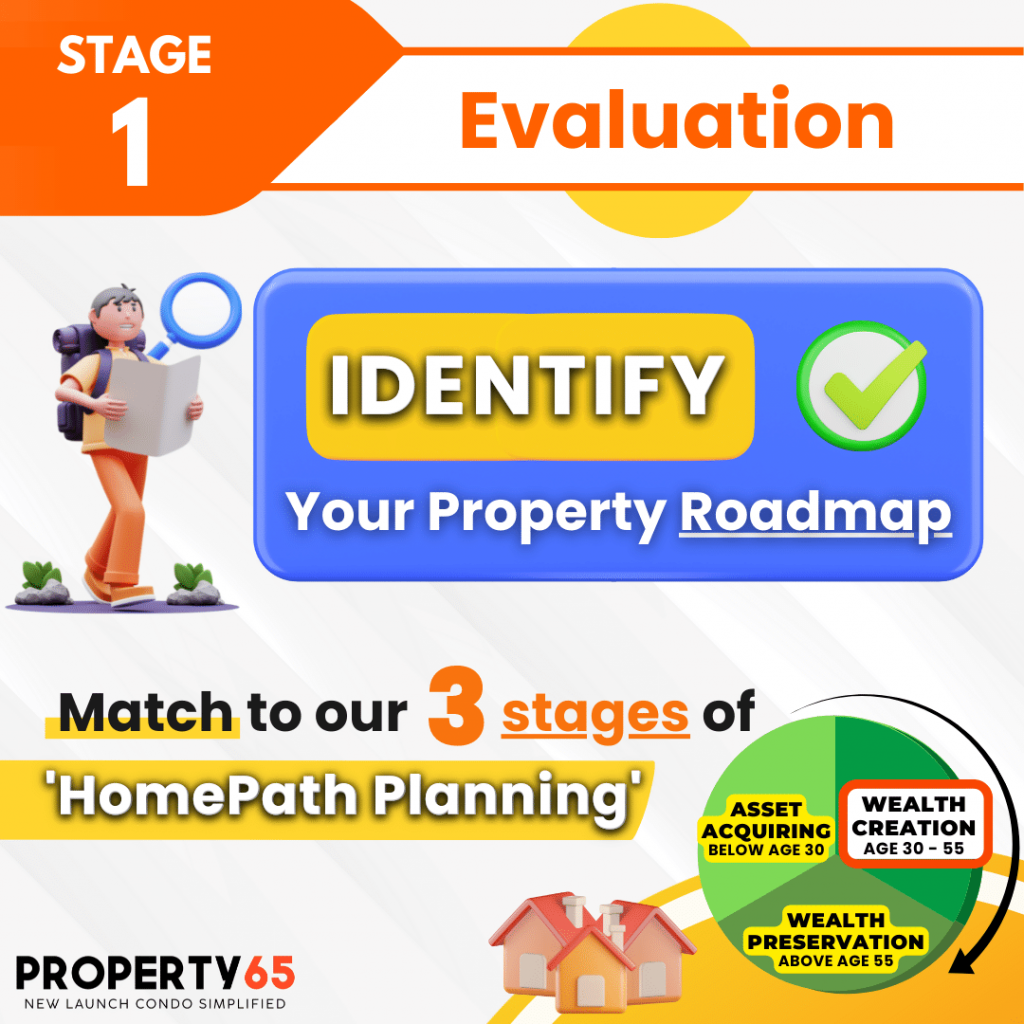 STAGE
1
Evaluation
IDENTIFY
Your Property Roadmap
Match to our 3 stages of
'HomePath Planning'
ASSET
ACQUIRING
BELOW AGE 30
WEALTH
CREATION
AGE 30 - 55
WEALTH
PRESERVATION
ABOVE AGE 55
PROPERTY65
NEW LAUNCH CONDO SIMPLIFIED